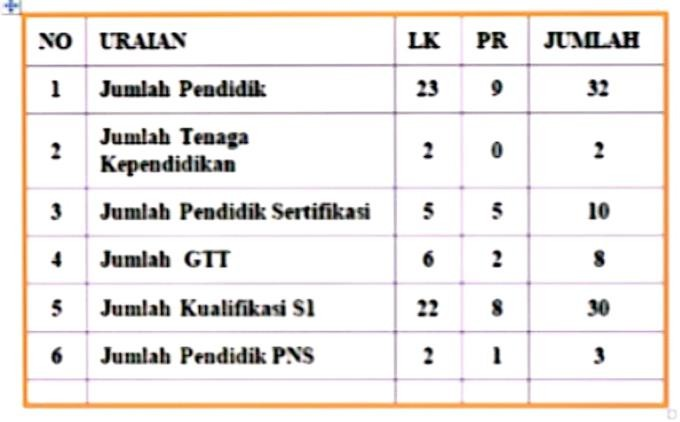 NO URAIAN LK PR JUMLAH
1 Jumlah Pendidik 23 9 32
2 Jumlah Tenaga Kependidikan 2 0 2
3 Jumlah Pendidik Sertifikasi 5 5 10
4 Jumlah GTT 6 2 8
5 Jumlah Kualifikasi S1 22 8 30
6 Jumlah Pendidik PNS 2 1 3